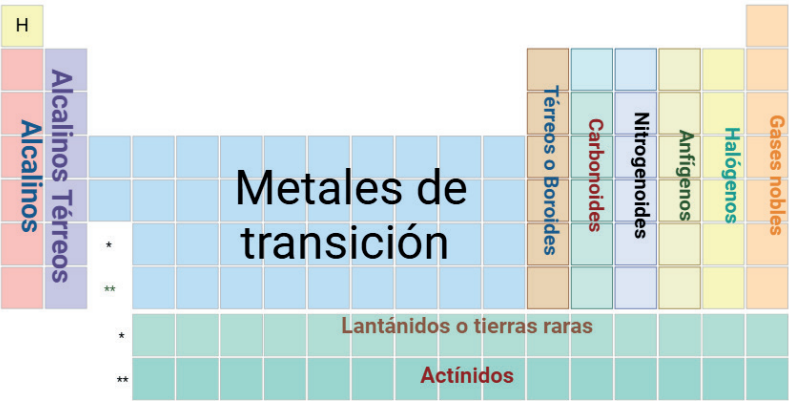 H
Alcalinos
Alcalinos Térreos
Metales de
transición
Térreos o Boroides
Carbonoides
Nitrogenoides
Anfígenos
Halógenos
Gases nobles
*
**
*
Lantánidos o tierras raras
**
Actínidos